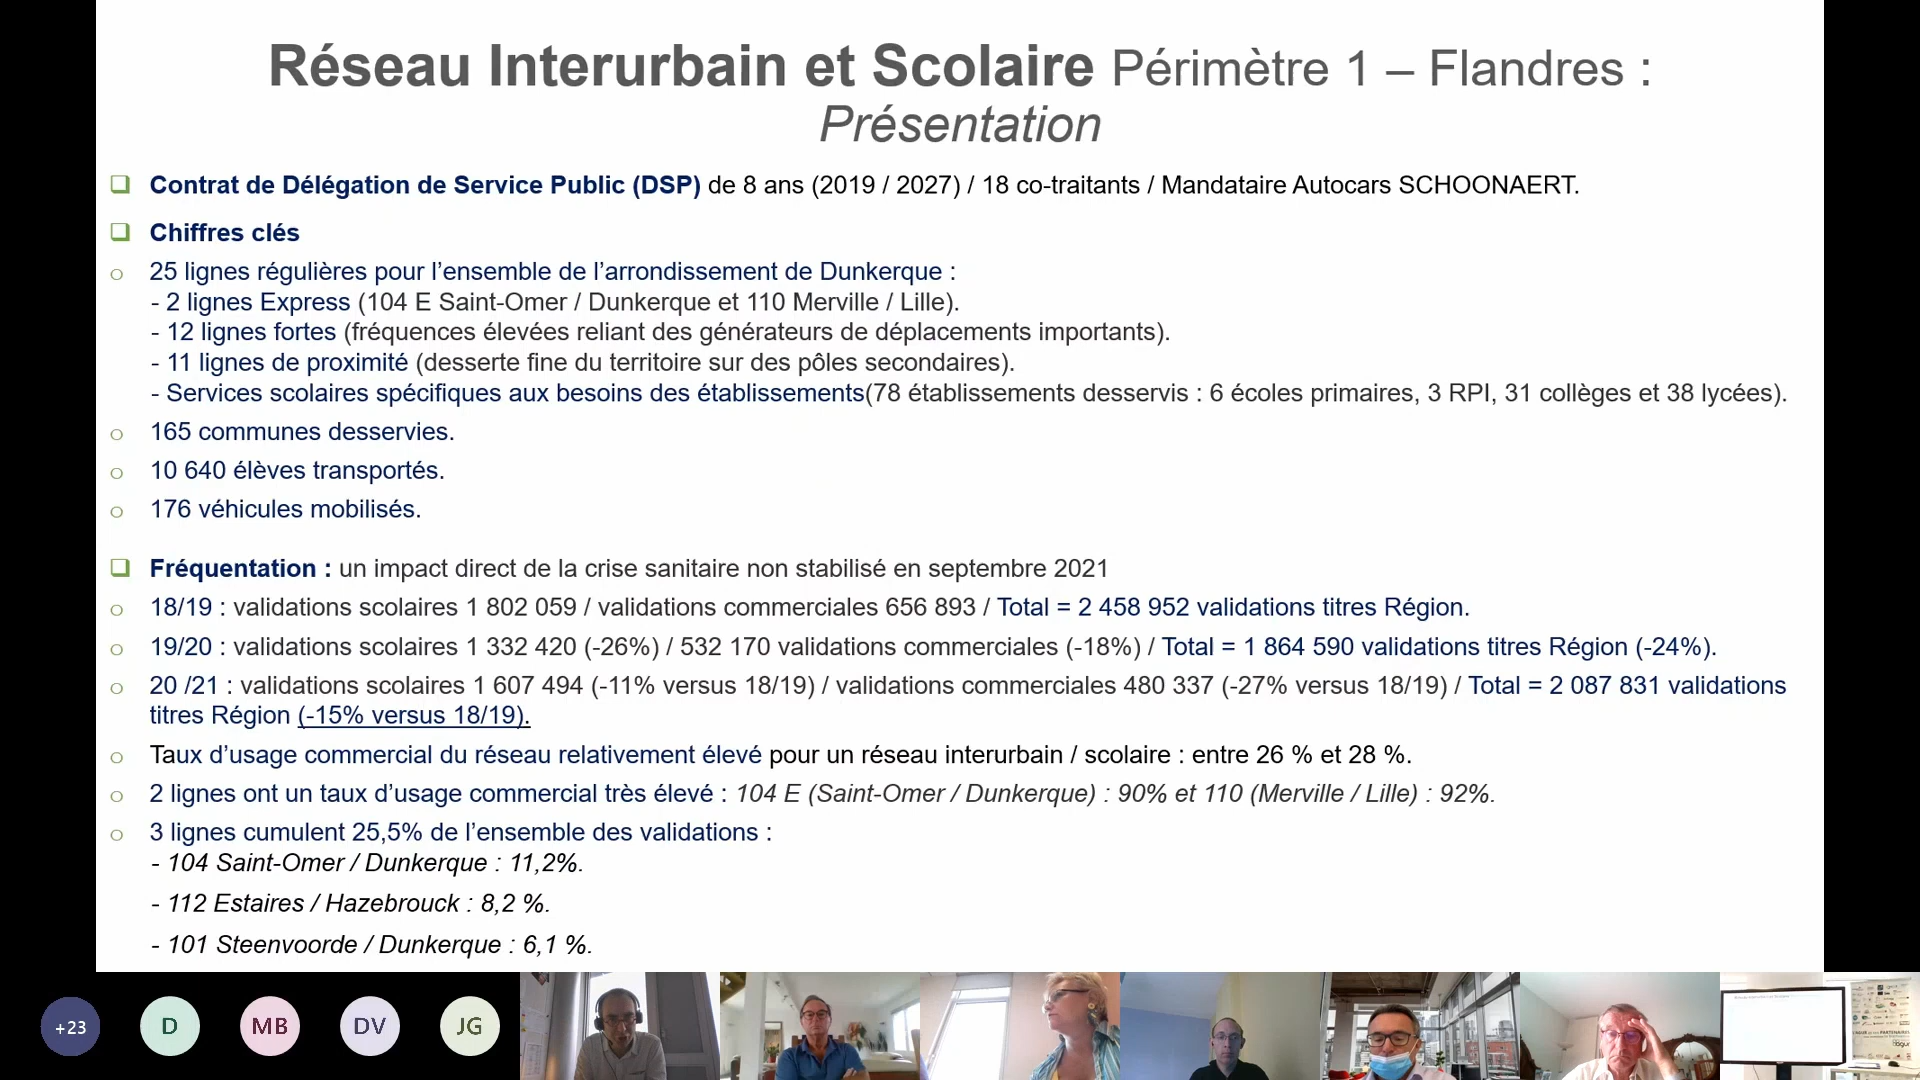 Réseau Interurbain et Scolaire Périmètre 1 – Flandres :
Présentation
❑ Contrat de Délégation de Service Public (DSP) de 8 ans (2019 / 2027) / 18 co-traitants / Mandataire Autocars SCHOONAERT.
❑ Chiffres clés
o 25 lignes régulières pour l’ensemble de l’arrondissement de Dunkerque :
- 2 lignes Express (104 E Saint-Omer / Dunkerque et 110 Merville / Lille).
- 12 lignes fortes (fréquences élevées reliant des générateurs de déplacements importants).
- 11 lignes de proximité (desserte fine du territoire sur des pôles secondaires).
- Services scolaires spécifiques aux besoins des établissements(78 établissements desservis : 6 écoles primaires, 3 RPI, 31 collèges et 38 lycées).
o 165 communes desservies.
o 10 640 élèves transportés.
o 176 véhicules mobilisés.
❑ Fréquentation : un impact direct de la crise sanitaire non stabilisé en septembre 2021
o 18/19 : validations scolaires 1 802 059 / validations commerciales 656 893 / Total = 2 458 952 validations titres Région.
o 19/20 : validations scolaires 1 332 420 (-26%) / 532 170 validations commerciales (-18%) / Total = 1 864 590 validations titres Région (-24%).
o 20 /21 : validations scolaires 1 607 494 (-11% versus 18/19) / validations commerciales 480 337 (-27% versus 18/19) / Total = 2 087 831 validations
titres Région (-15% versus 18/19).
o Taux d’usage commercial du réseau relativement élevé pour un réseau interurbain / scolaire : entre 26 % et 28 %.
o 2 lignes ont un taux d’usage commercial très élevé : 104 E (Saint-Omer / Dunkerque) : 90% et 110 (Merville / Lille) : 92%.
o 3 lignes cumulent 25,5% de l’ensemble des validations :
- 104 Saint-Omer / Dunkerque : 11,2%.
- 112 Estaires / Hazebrouck : 8,2 %.
- 101 Steenvoorde / Dunkerque : 6,1 %.
+23 D MB DV JG